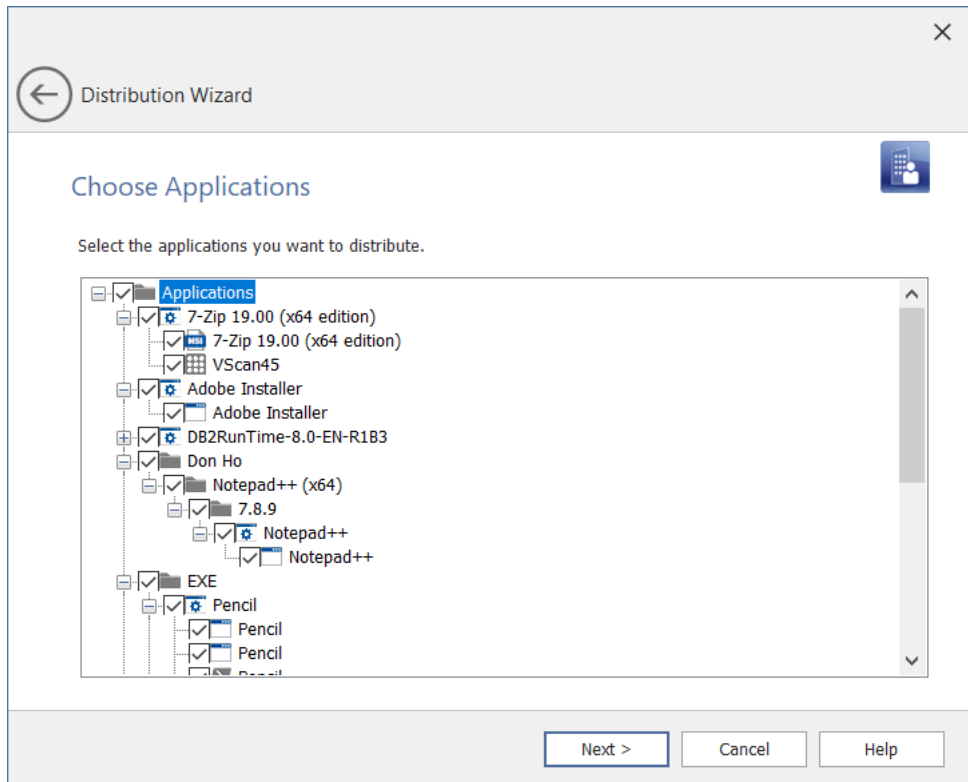 Distribution Wizard
Choose Applications
Select the applications you want to distribute.
Applications
7-Zip 19.00 (x64 edition)
MSI 7-Zip 19.00 (x64 edition)
VScan45
Adobe Installer
Adobe Installer
DB2RunTime-8.0-EN-R1B3
Don Ho
Notepad++ (x64)
7.8.9
Notepad++
Notepad++
EXE
Pencil
Pencil
Pencil
Pencil
Next >
Cancel
Help